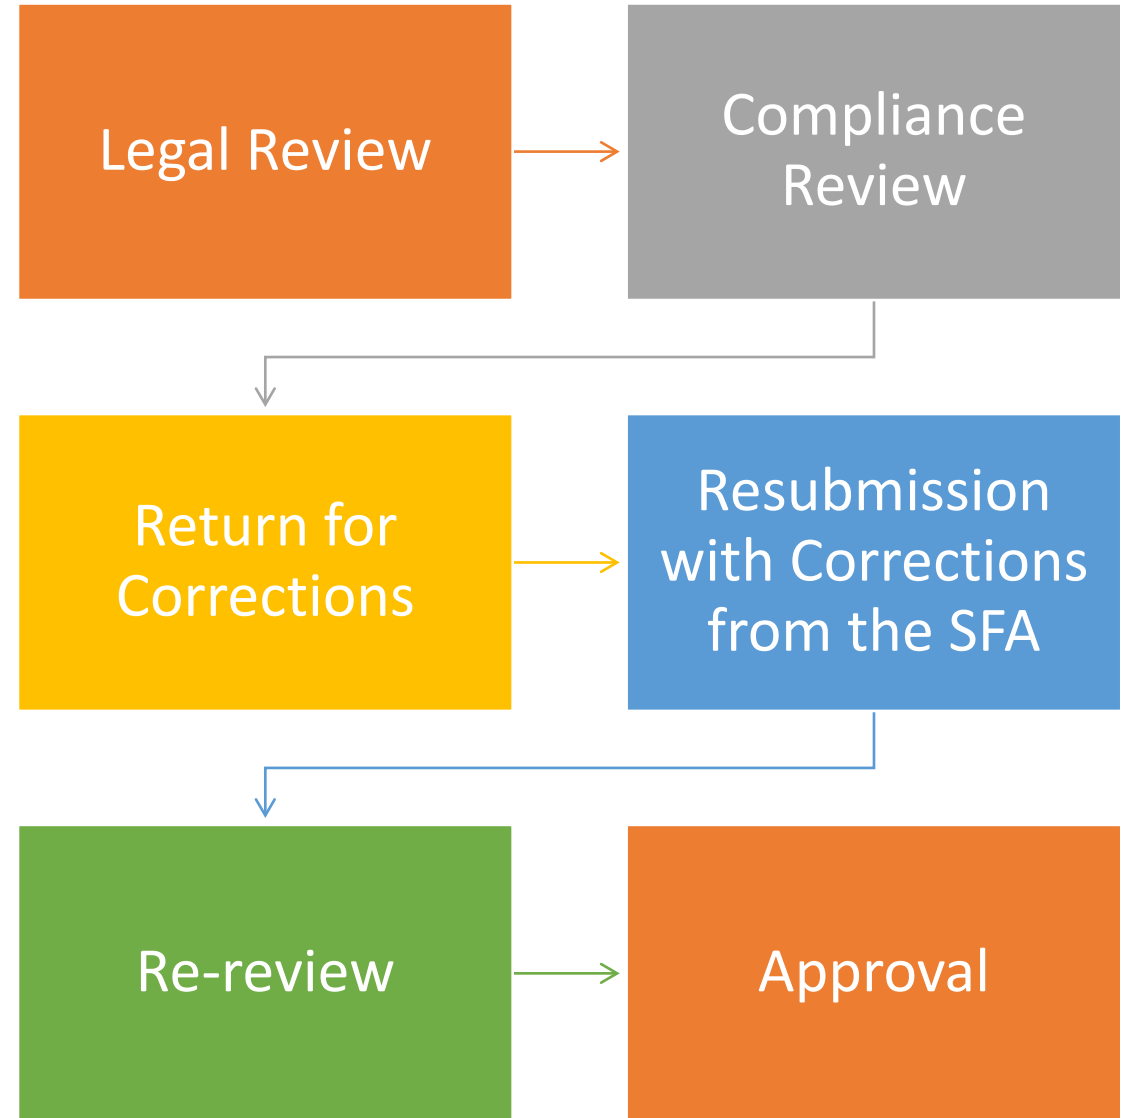 Legal Review
Compliance
Review
Return for
Corrections
Resubmission
with Corrections
from the SFA
Re-review
Approval